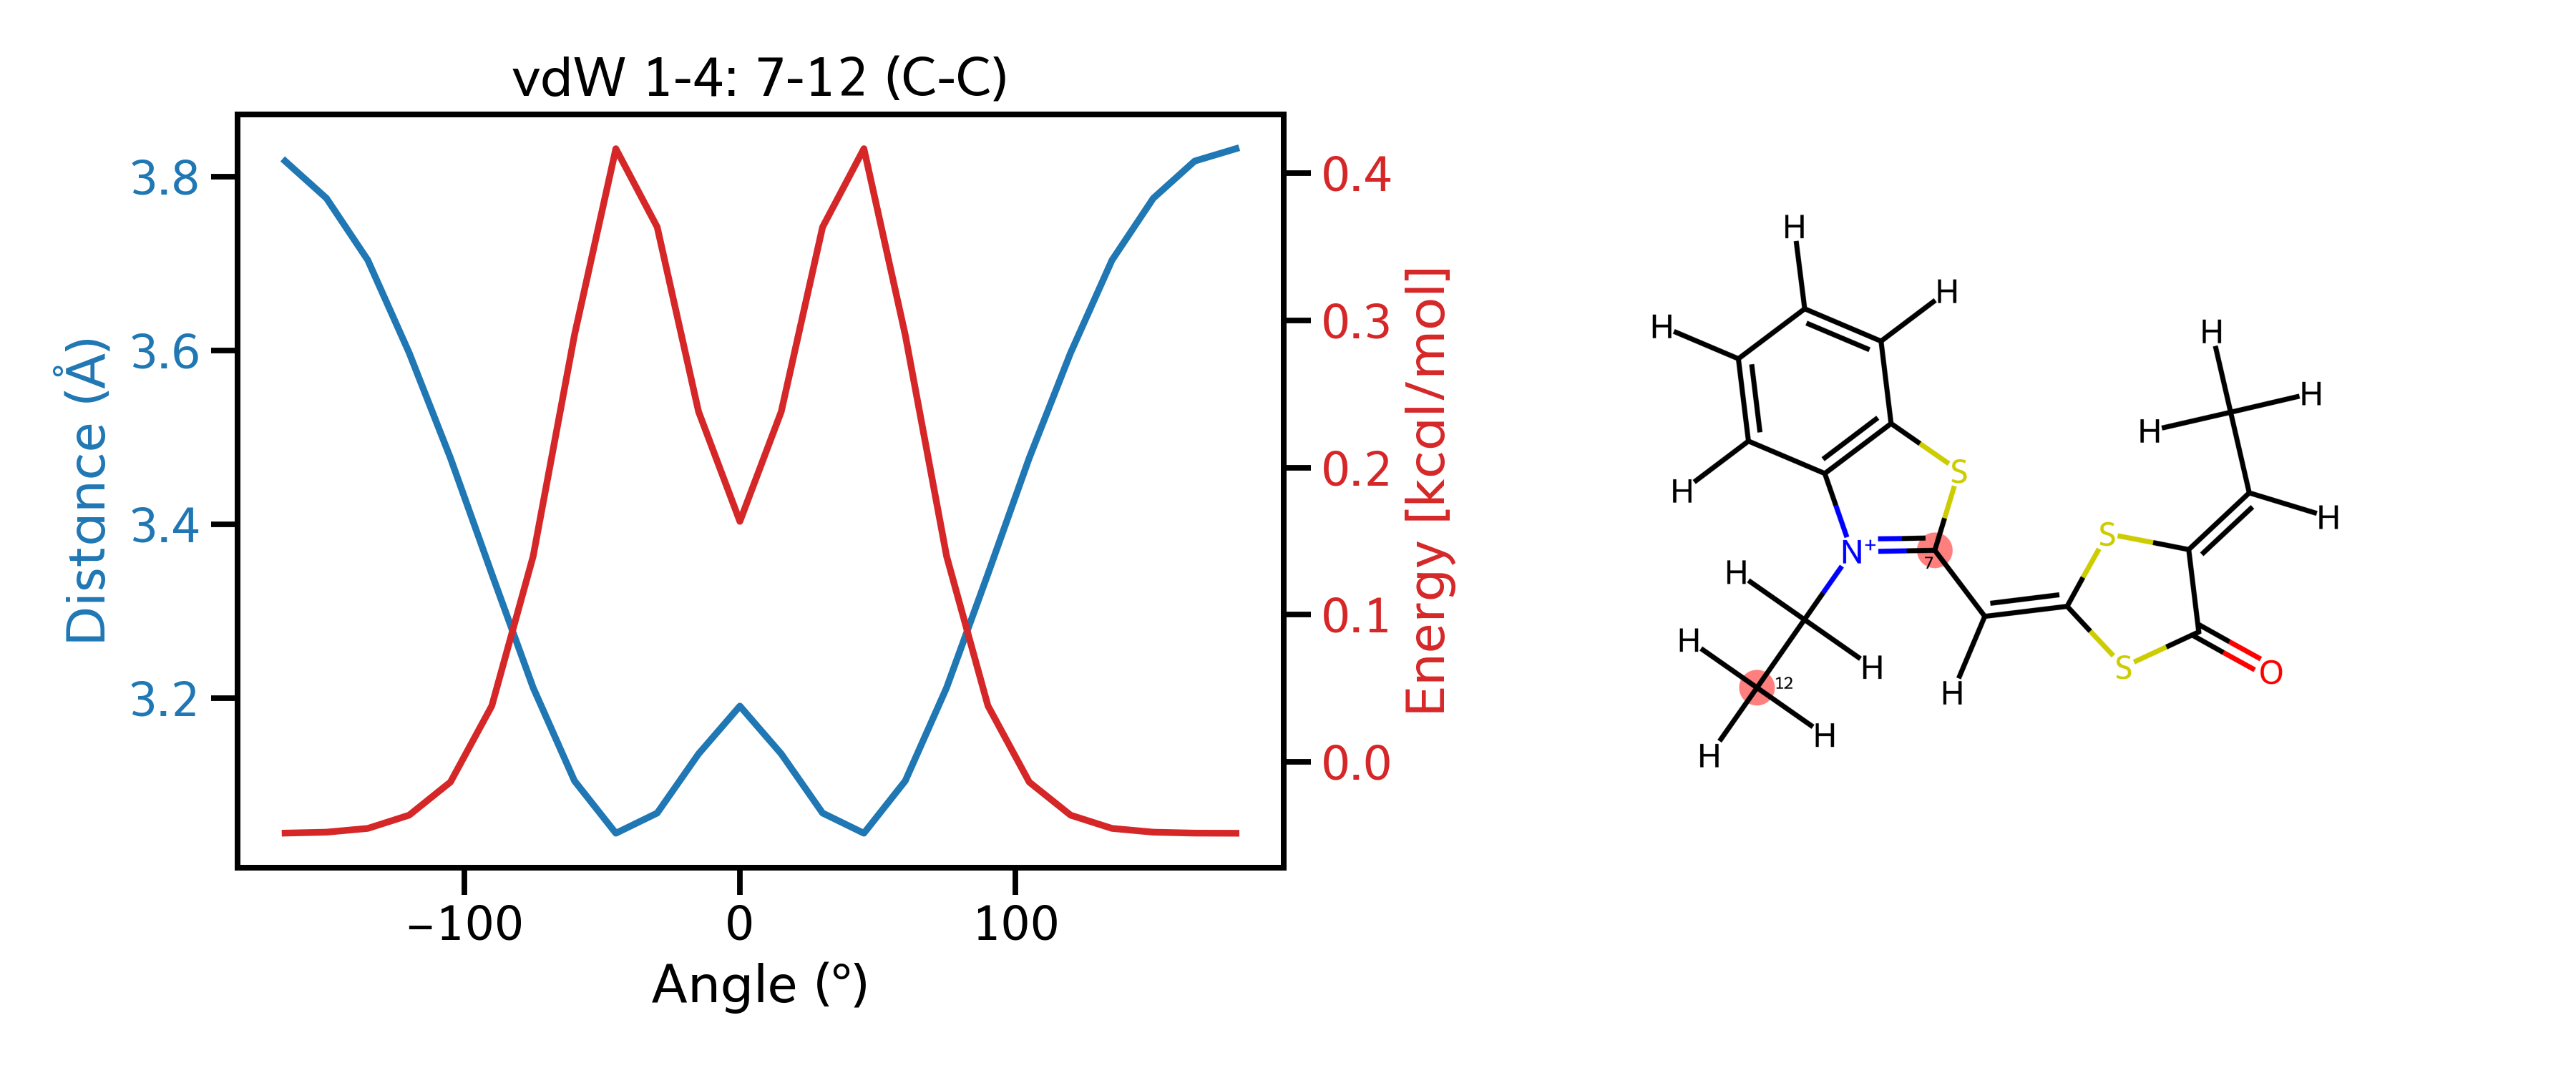 vdW 1-4: 7-12 (C-C)
Distance (Å)
3.8
3.6
3.4
3.2
0.4
0.3
0.2
0.1
0.0
Energy [kcal/mol]
−100 0 100
Angle (°)
H
H
H
H
H
H
S
H
H
S
N⁺
7
H
H
H
H
S
O
12
H
H
H